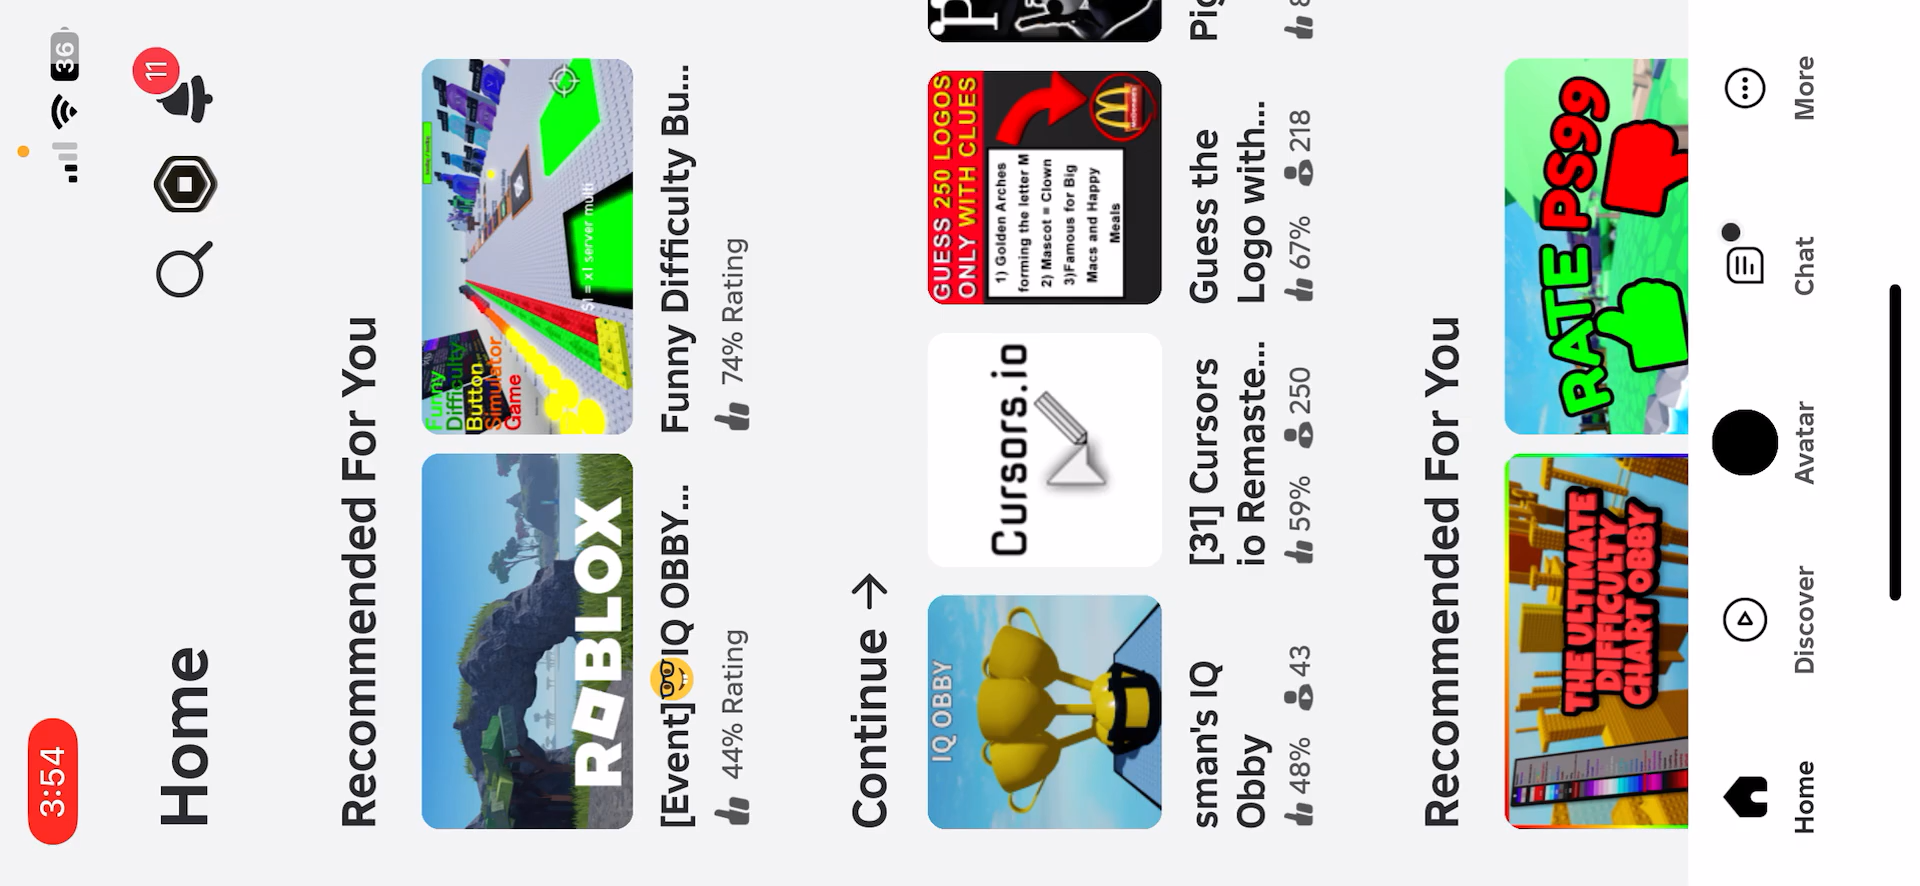 3:54
36
Home
11
Recommended For You
Funny
Difficulty
Button
Simulator
Game
$1 = x1 server multi
ROBLOX
[Event]🤓IQ OBBY...
44% Rating
Funny Difficulty Bu...
74% Rating
Continue →
IQ OBBY
sman's IQ
Obby
48% 43
Cursors.io
[31] Cursors
io Remaste...
59% 250
GUESS 250 LOGOS
ONLY WITH CLUES
1) Golden Arches
forming the letter M
2) Mascot = Clown
3)Famous for Big
Macs and Happy
Meals
Guess the
Logo with...
67% 218
Recommended For You
THE ULTIMATE
DIFFICULTY
CHART OBBY
RATE PS99
Home
Discover
Avatar
Chat
More